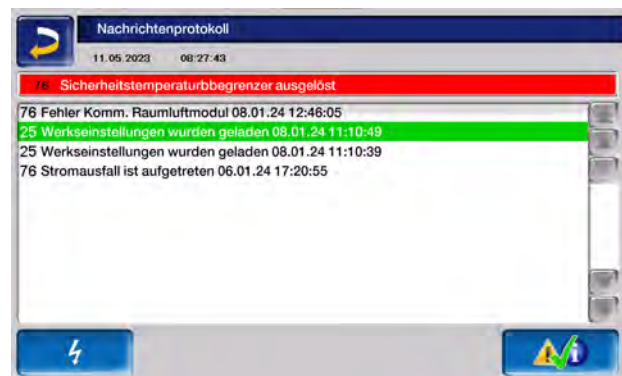 Nachrichtenprotokoll
11.05.2023 08:27:43
76 Sicherheitstemperaturbbegrenzer ausgelöst
76 Fehler Komm. Raumluftmodul 08.01.24 12:46:05
25 Werkseinstellungen wurden geladen 08.01.24 11:10:49
25 Werkseinstellungen wurden geladen 08.01.24 11:10:39
76 Stromausfall ist aufgetreten 06.01.24 17:20:55